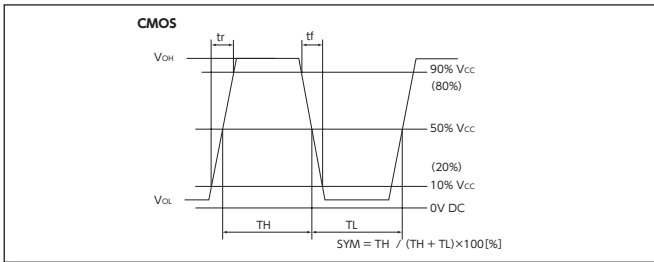 CMOS
tr
tf
VOH
90% Vcc
(80%)
50% Vcc
(20%)
10% Vcc
VOL
0V DC
TH
TL
SYM = TH / (TH + TL)×100[%]